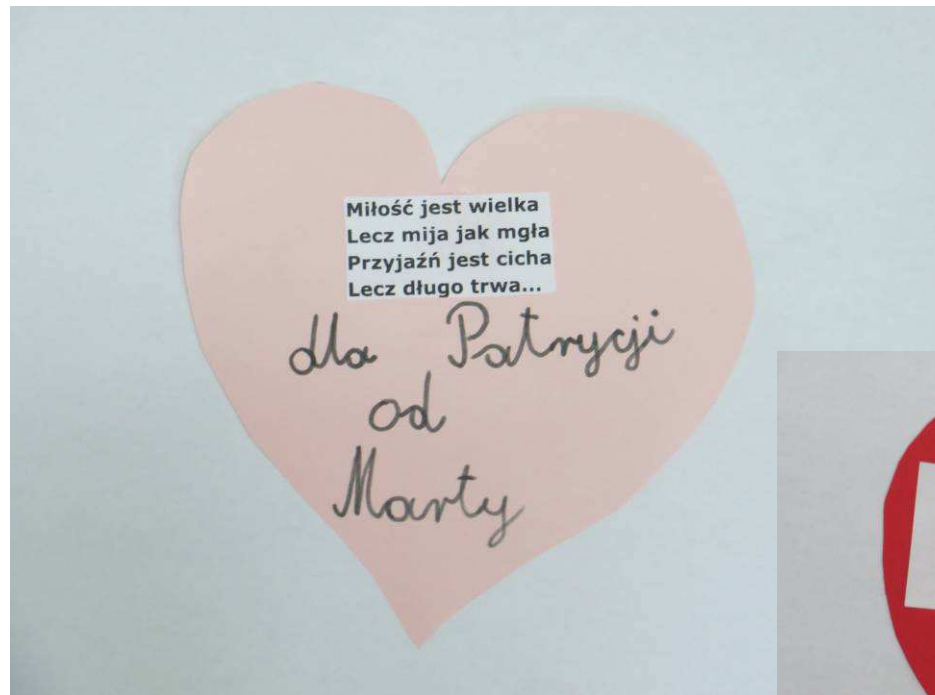 Miłość jest wielka
Lecz mija jak mgła
Przyjaźń jest cicha
Lecz długo trwa...
dla Patrycji
od
Marty